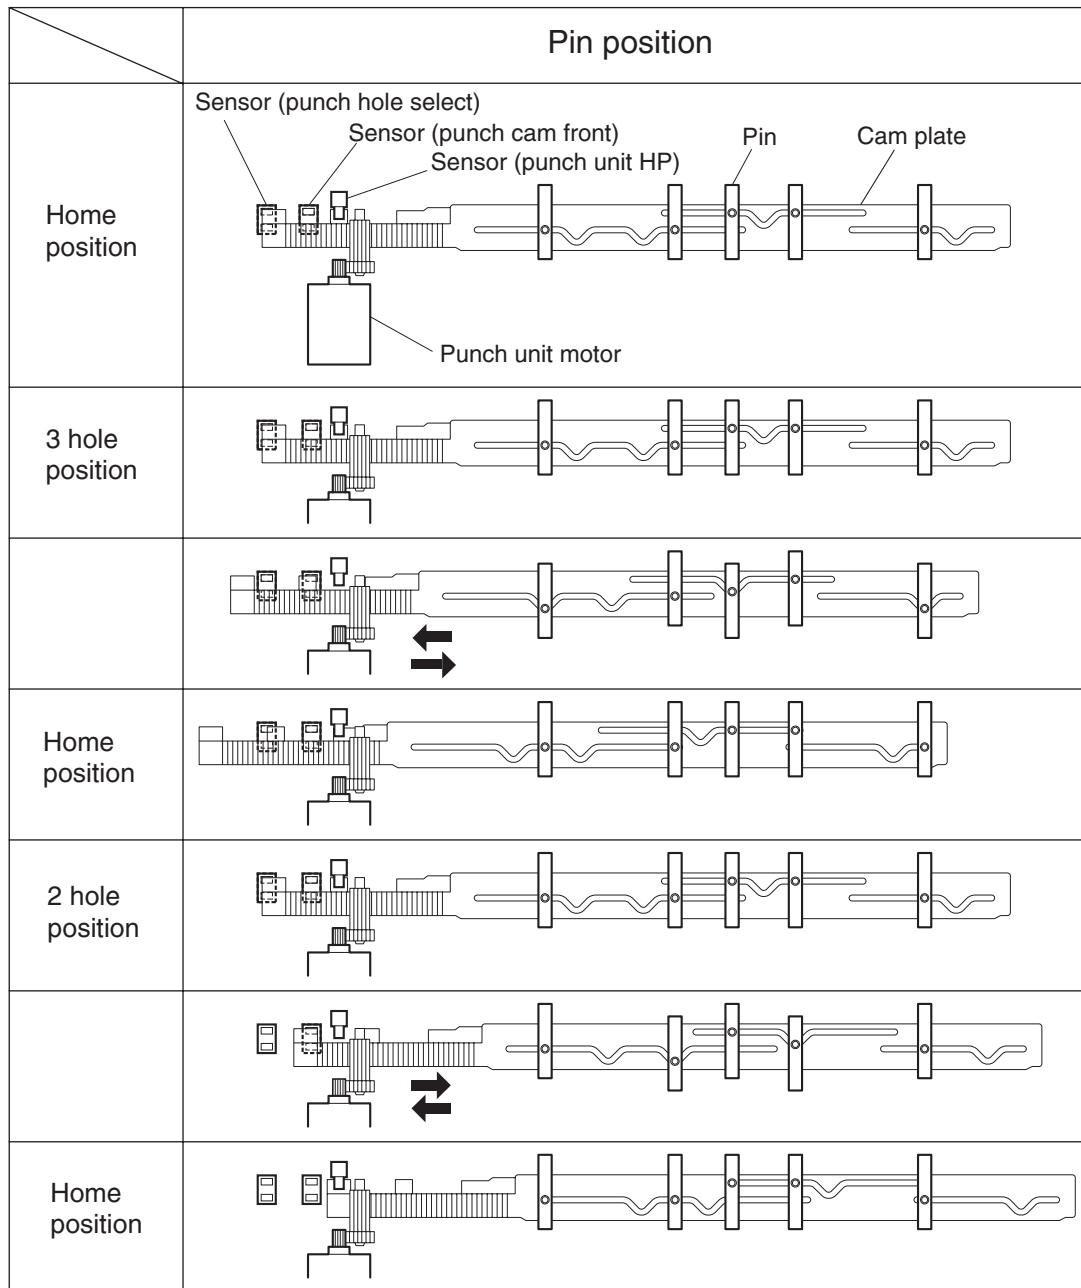 Pin position
Sensor (punch hole select)
Sensor (punch cam front)
Sensor (punch unit HP)
Pin
Cam plate
Home
position
Punch unit motor
3 hole
position
Home
position
2 hole
position
Home
position